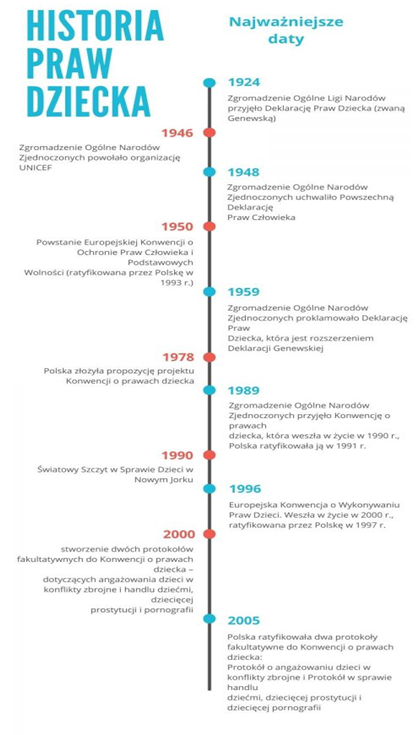 HISTORIA
PRAW
DZIECKA
Najważniejsze
daty
1924
Zgromadzenie Ogólne Ligi Narodów
przyjęło Deklarację Praw Dziecka (zwaną
Genewską)
1946
Zgromadzenie Ogólne Narodów
Zjednoczonych powołało organizację
UNICEF
1948
Zgromadzenie Ogólne Narodów
Zjednoczonych uchwaliło Powszechną
Deklarację
Praw Człowieka
1950
Powstanie Europejskiej Konwencji o
Ochronie Praw Człowieka i
Podstawowych
Wolności (ratyfikowana przez Polskę w
1993 r.)
1959
Zgromadzenie Ogólne Narodów
Zjednoczonych proklamowało Deklarację
Praw
Dziecka, która jest rozszerzeniem
Deklaracji Genewskiej
1978
Polska złożyła propozycję projektu
Konwencji o prawach dziecka
1989
Zgromadzenie Ogólne Narodów
Zjednoczonych przyjęło Konwencję o
prawach
dziecka, która weszła w życie w 1990 r.,
Polska ratyfikowała ją w 1991 r.
1990
Światowy Szczyt w Sprawie Dzieci w
Nowym Jorku
1996
Europejska Konwencja o Wykonywaniu
Praw Dzieci. Weszła w życie w 2000 r.,
ratyfikowana przez Polskę w 1997 r.
2000
stworzenie dwóch protokołów
fakultatywnych do Konwencji o prawach
dziecka –
dotyczących angażowania dzieci w
konflikty zbrojne i handlu dziećmi,
dziecięcej
prostytucji i pornografii
2005
Polska ratyfikowała dwa protokoły
fakultatywne do Konwencji o prawach
dziecka:
Protokół o angażowaniu dzieci w
konflikty zbrojne i Protokół w sprawie
handlu
dziećmi, dziecięcej prostytucji i
dziecięcej pornografii